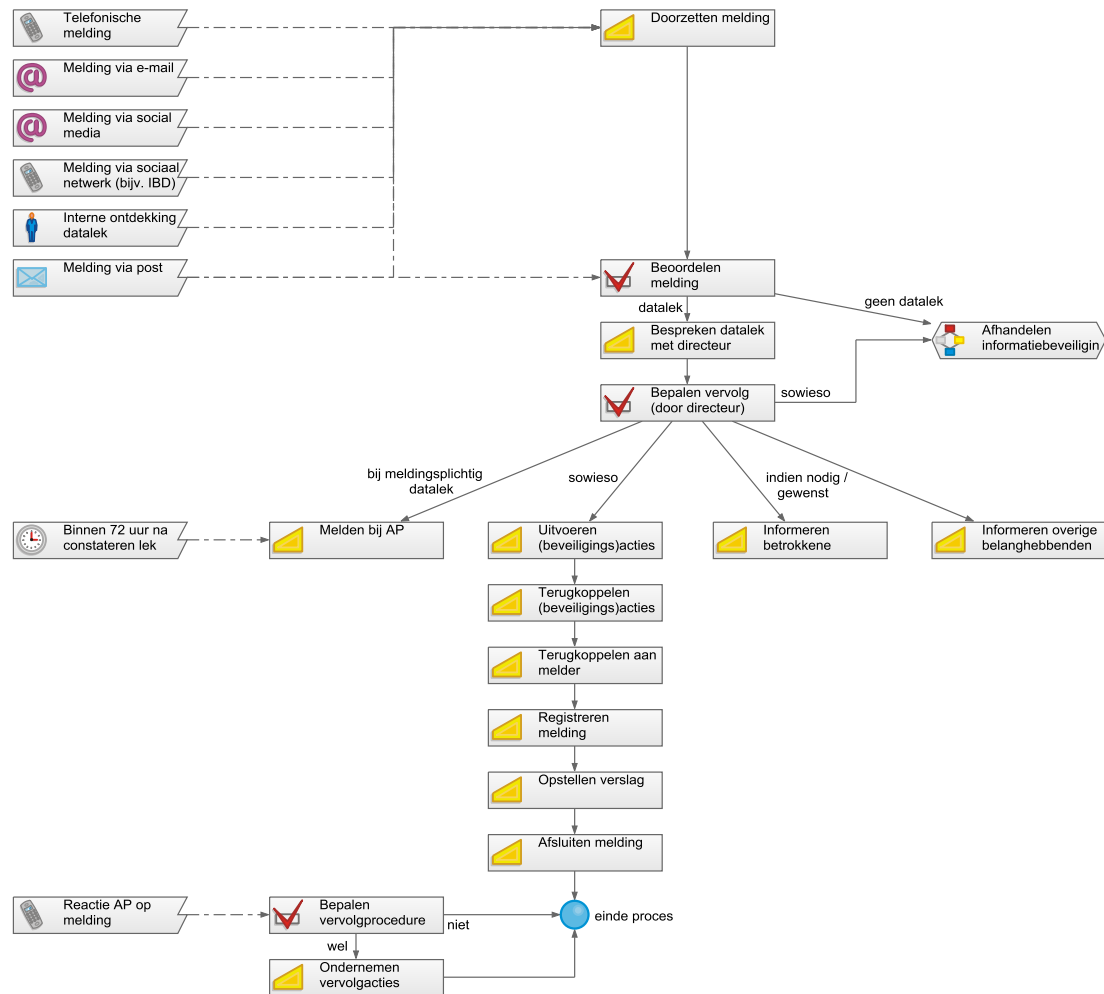 Telefonische
melding
Doorzetten melding
Melding via e-mail
Melding via social
media
Melding via sociaal
netwerk (bijv. IBD)
Interne ontdekking
datalek
Melding via post
Beoordelen
melding
geen datalek
datalek
Bespreken datalek
met directeur
Afhandelen
informatiebeveiligin
Bepalen vervolg
(door directeur)
sowieso
bij meldingsplichtig
datalek
sowieso
indien nodig /
gewenst
Binnen 72 uur na
constateren lek
Melden bij AP
Uitvoeren
(beveiligings)acties
Informeren
betrokkene
Informeren overige
belanghebbenden
Terugkoppelen
(beveiligings)acties
Terugkoppelen aan
melder
Registreren
melding
Opstellen verslag
Afsluiten melding
Reactie AP op
melding
Bepalen
vervolgprocedure
niet
einde proces
wel
Ondernemen
vervolgacties